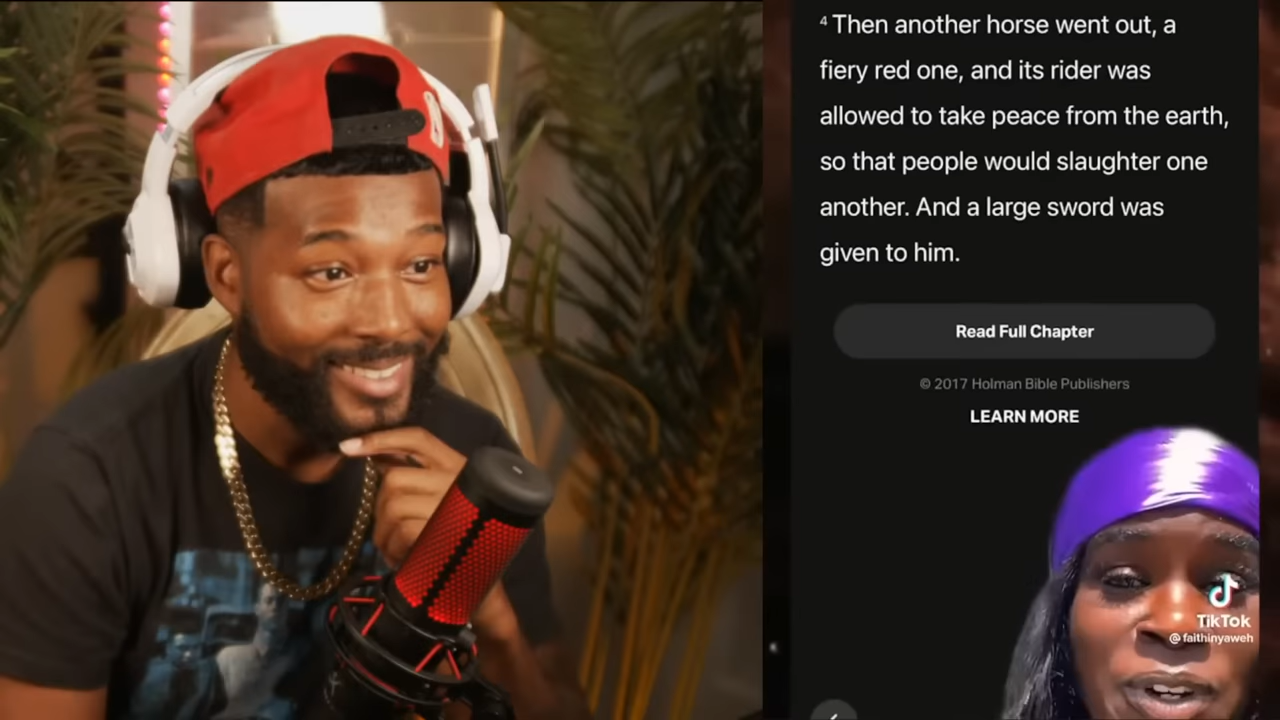 4 Then another horse went out, a
fiery red one, and its rider was
allowed to take peace from the earth,
so that people would slaughter one
another. And a large sword was
given to him.
Read Full Chapter
© 2017 Holman Bible Publishers
LEARN MORE
TikTok
@faithinyaweh